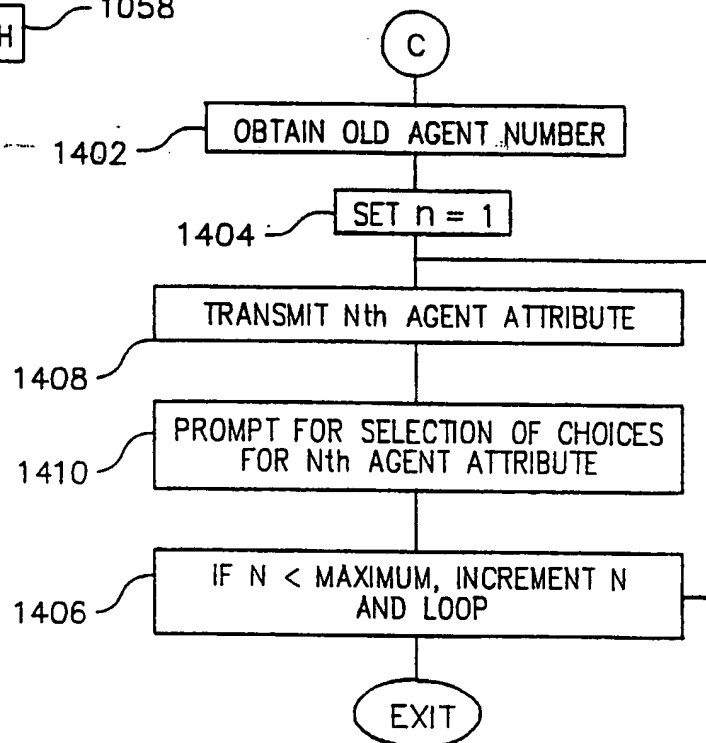 H
1058
C
1402
OBTAIN OLD AGENT NUMBER
1404
SET n = 1
TRANSMIT Nth AGENT ATTRIBUTE
1408
PROMPT FOR SELECTION OF CHOICES
FOR Nth AGENT ATTRIBUTE
1410
IF N < MAXIMUM, INCREMENT N
AND LOOP
1406
EXIT